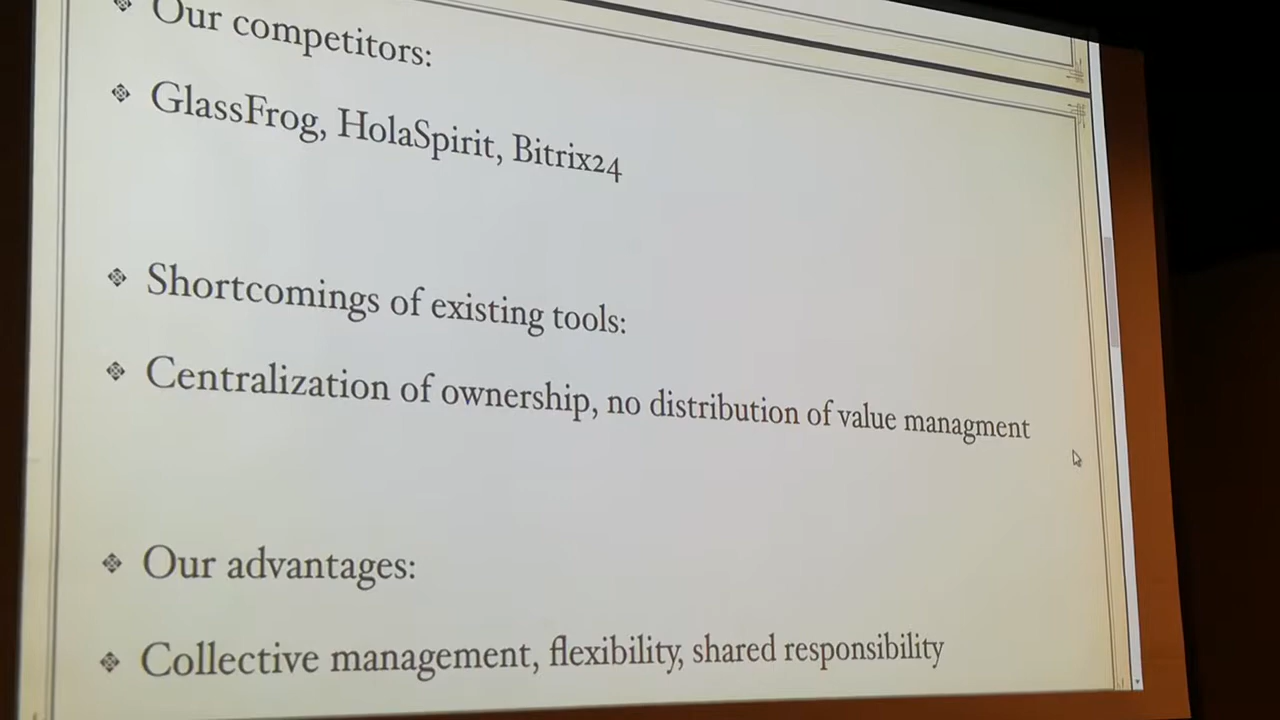 Our competitors:
GlassFrog, HolaSpirit, Bitrix24
Shortcomings of existing tools:
Centralization of ownership, no distribution of value managment
Our advantages:
Collective management, flexibility, shared responsibility